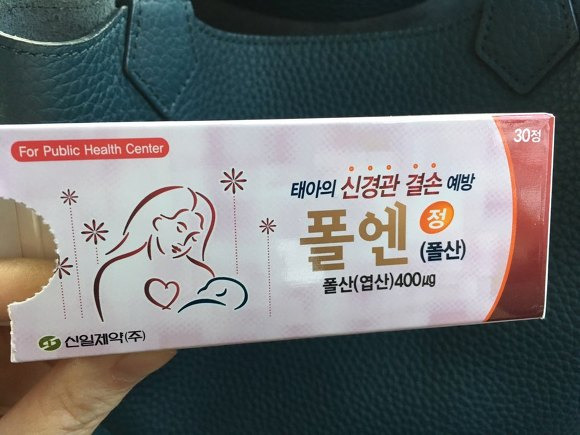 For Public Health Center
30정
태아의 신경관 결손 예방
폴엔 정
(폴산)
폴산(엽산)400μg
신일제약(주)